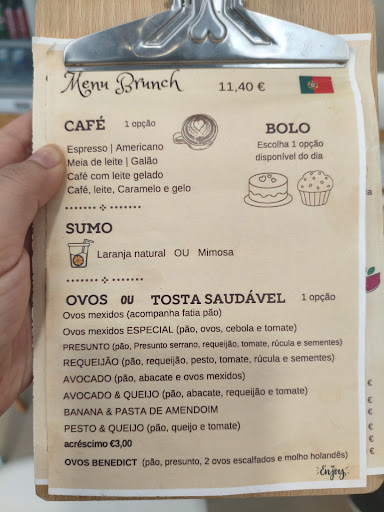 Menu Brunch 11,40 €
CAFÉ 1 opção
Espresso | Americano
Meia de leite | Galão
Café com leite gelado
Café, leite, Caramelo e gelo
BOLO
Escolha 1 opção
disponível do dia
SUMO
Laranja natural OU Mimosa
OVOS OU TOSTA SAUDÁVEL 1 opção
Ovos mexidos (acompanha fatia pão)
Ovos mexidos ESPECIAL (pão, ovos, cebola e tomate)
PRESUNTO (pão, Presunto serrano, requeijão, tomate, rúcula e sementes)
REQUEIJÃO (pão, requeijão, pesto, tomate, rúcula e sementes)
AVOCADO (pão, abacate e ovos mexidos)
AVOCADO & QUEIJO (pão, abacate, requeijão e tomate)
BANANA & PASTA DE AMENDOIM
PESTO & QUEIJO (pão, queijo e tomate)
acréscimo €3,00
OVOS BENEDICT (pão, presunto, 2 ovos escalfados e molho holandês)
Enjoy
€
€
€
€
€